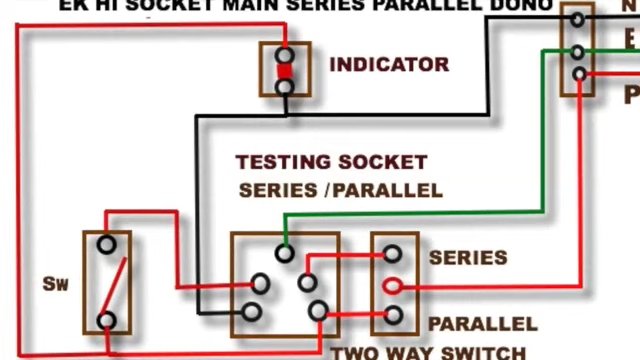 EK HI SOCKET MAIN SERIES PARALLEL DONO
N
E
P
INDICATOR
TESTING SOCKET
SERIES /PARALLEL
Sw
SERIES
PARALLEL
TWO WAY SWITCH